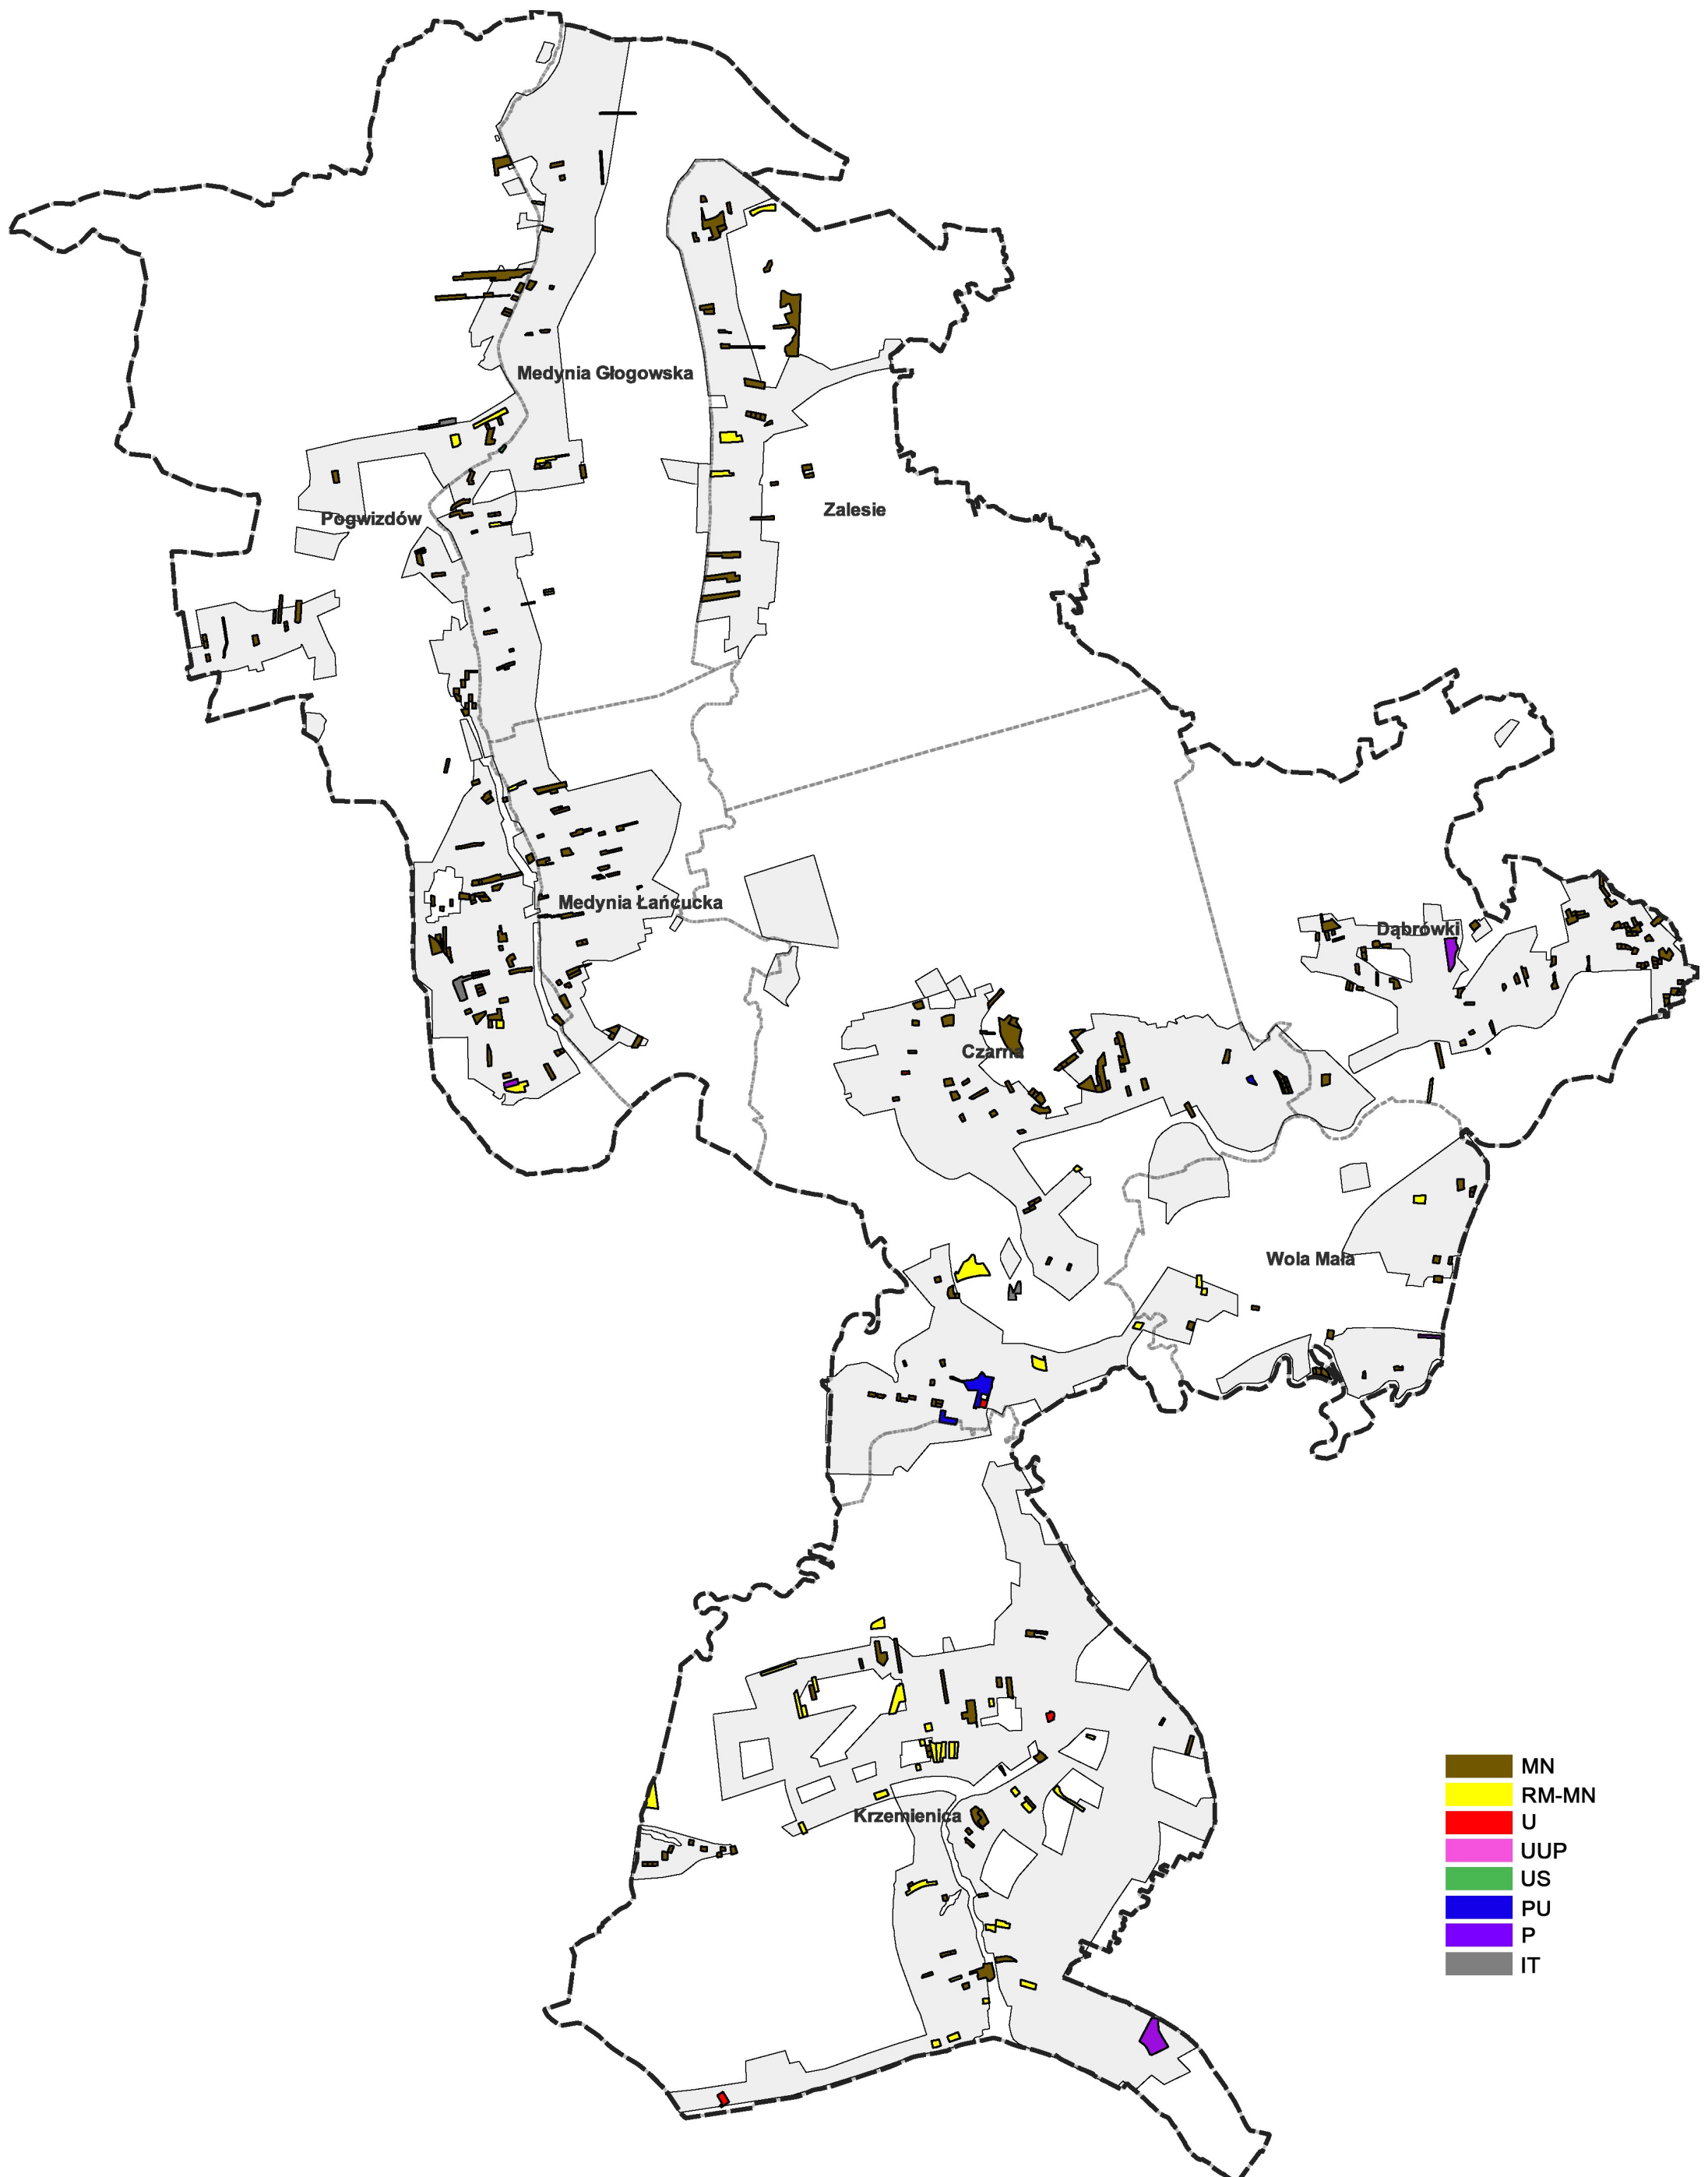 Medynia Głogowska
Zalesie
Pogwizdów
Medynia Łańcucka
Dąbrówki
Czarna
Wola Mała
Krzemienica
MN
RM-MN
U
UUP
US
PU
P
IT